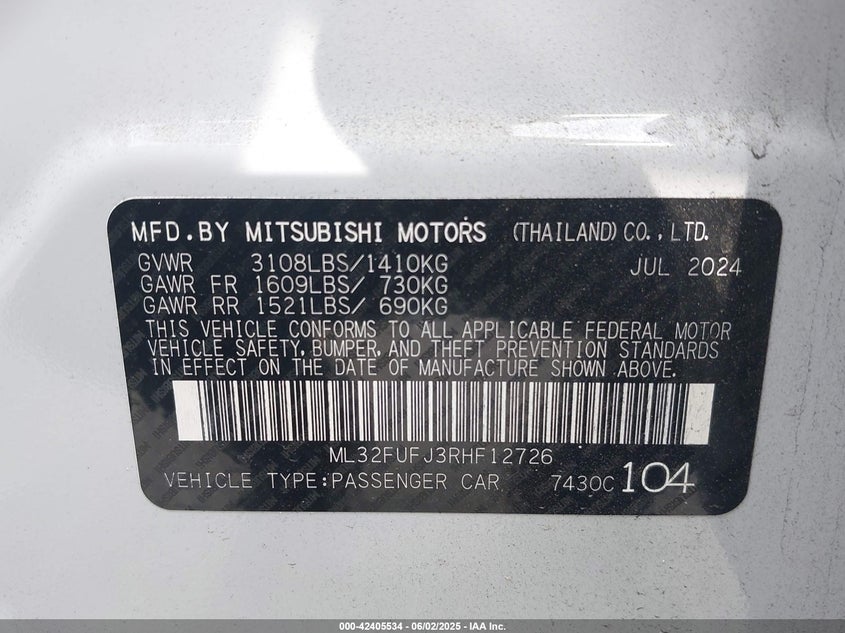 MFD.BY MITSUBISHI MOTORS (THAILAND) CO.,LTD.
GVWR 3108LBS/1410KG JUL 2024
GAWR FR 1609LBS/ 730KG
GAWR RR 1521LBS/ 690KG
THIS VEHICLE CONFORMS TO ALL APPLICABLE FEDERAL MOTOR
VEHICLE SAFETY, BUMPER, AND THEFT PREVENTION STANDARDS
IN EFFECT ON THE DATE OF MANUFACTURE SHOWN ABOVE.
ML32FUFJ3RHF12726
VEHICLE TYPE:PASSENGER CAR 7430C 104
000-42405534 - 06/02/2025 - IAA Inc.